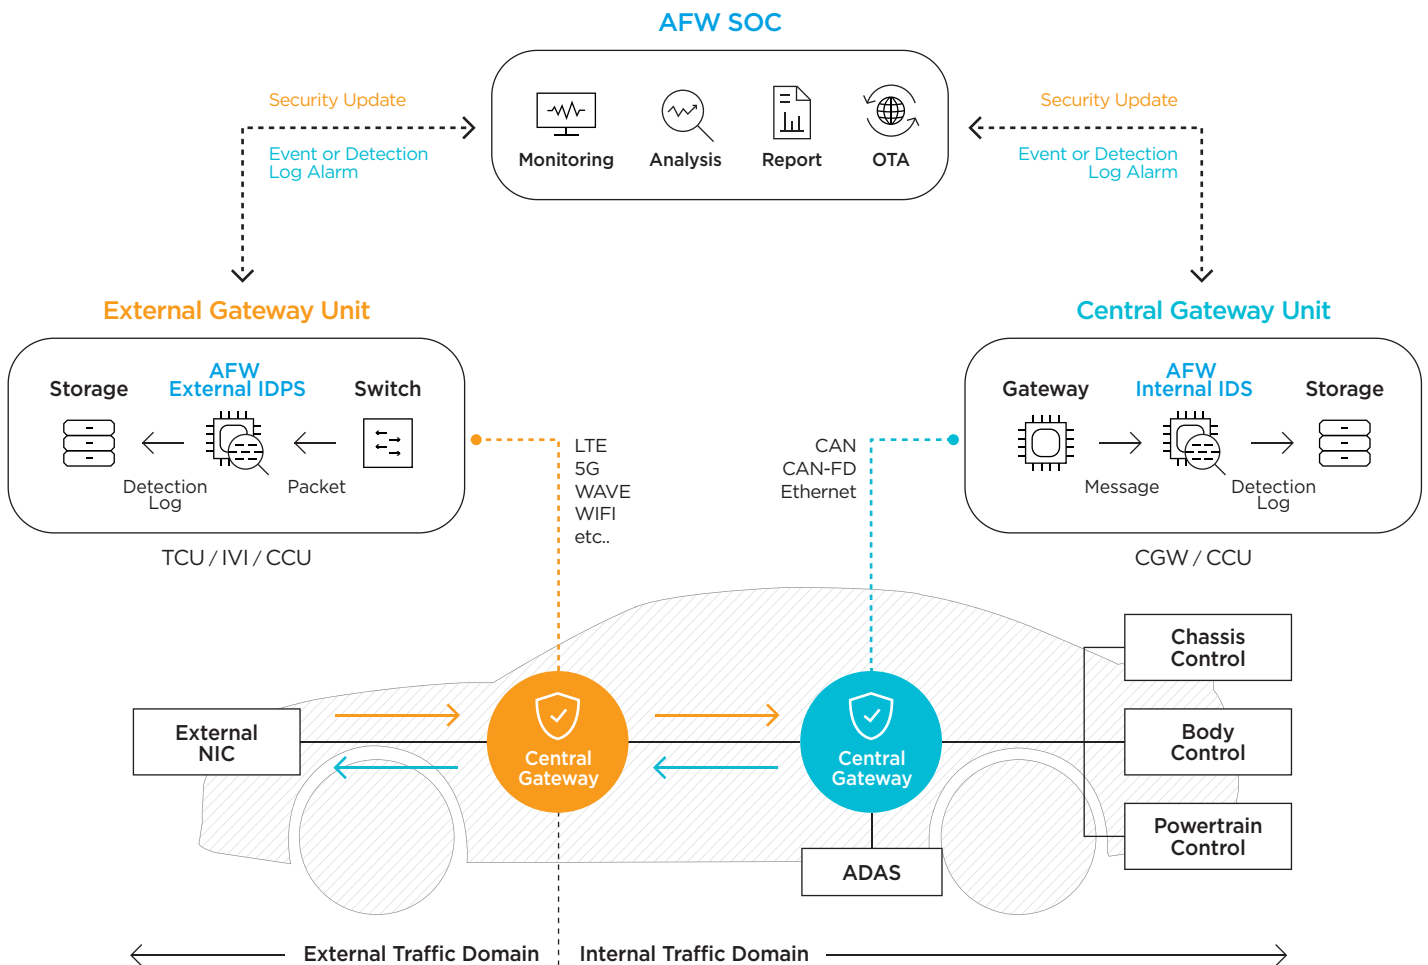 AFW SOC
Monitoring
Analysis
Report
OTA
Security Update
Event or Detection
Log Alarm
Security Update
Event or Detection
Log Alarm
External Gateway Unit
Storage
AFW
External IDPS
Switch
Detection
Log
Packet
TCU / IVI / CCU
LTE
5G
WAVE
WIFI
etc..
CAN
CAN-FD
Ethernet
Central Gateway Unit
Gateway
AFW
Internal IDS
Storage
Message
Detection
Log
CGW / CCU
External
NIC
Central
Gateway
Central
Gateway
ADAS
Chassis
Control
Body
Control
Powertrain
Control
External Traffic Domain
Internal Traffic Domain